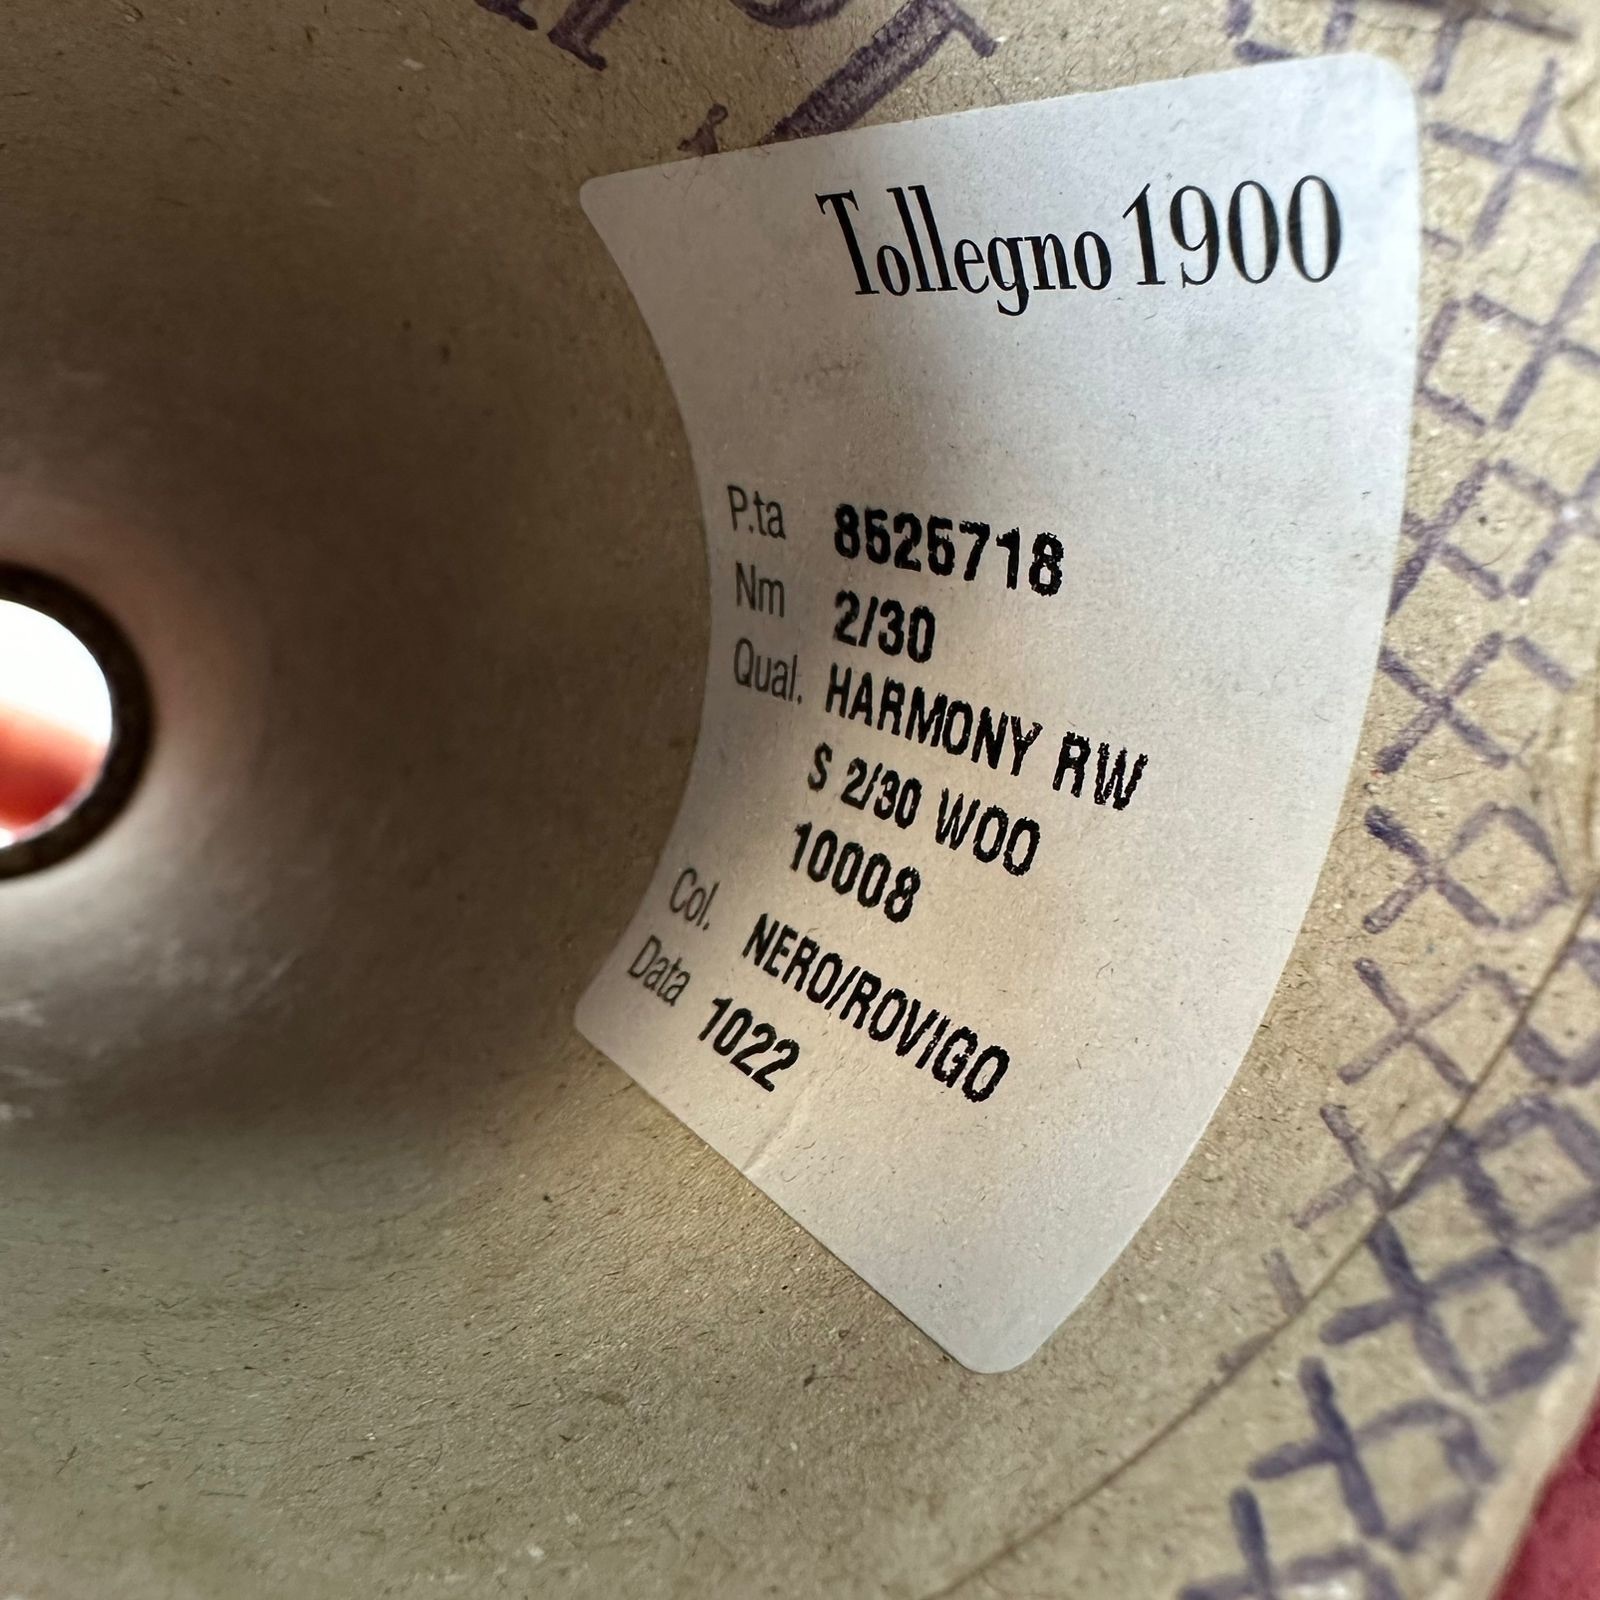 Tollegno 1900
P.ta 8525718
Nm 2/30
Qual. HARMONY RW
S 2/30 WOO
10008
Col. NERO/ROVIGO
Data 1022